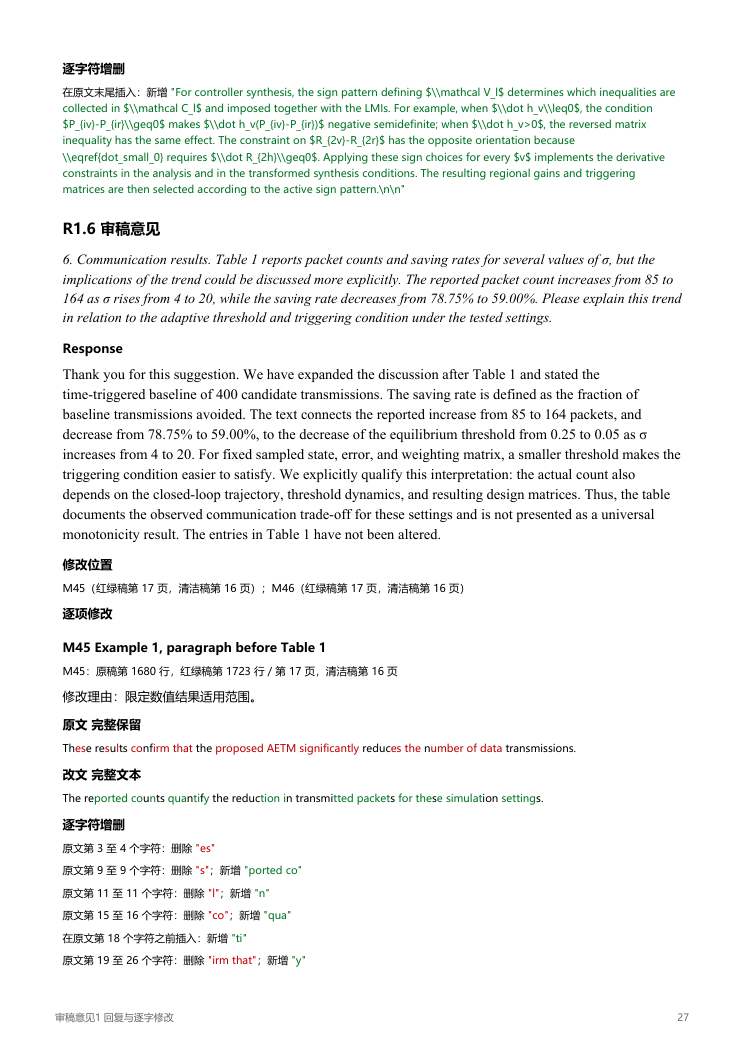 逐字符增删
在原文末尾插入：新增 "For controller synthesis, the sign pattern defining $\\mathcal V_l$ determines which inequalities are
collected in $\\mathcal C_l$ and imposed together with the LMIs. For example, when $\\dot h_v\\leq0$, the condition
$P_{iv}-P_{ir}\\geq0$ makes $\\dot h_v(P_{iv}-P_{ir})$ negative semidefinite; when $\\dot h_v>0$, the reversed matrix
inequality has the same effect. The constraint on $R_{2v}-R_{2r}$ has the opposite orientation because
\\eqref{dot_small_0} requires $\\dot R_{2h}\\geq0$. Applying these sign choices for every $v$ implements the derivative
constraints in the analysis and in the transformed synthesis conditions. The resulting regional gains and triggering
matrices are then selected according to the active sign pattern.\n\n"
R1.6 审稿意见
6. Communication results. Table 1 reports packet counts and saving rates for several values of σ, but the
implications of the trend could be discussed more explicitly. The reported packet count increases from 85 to
164 as σ rises from 4 to 20, while the saving rate decreases from 78.75% to 59.00%. Please explain this trend
in relation to the adaptive threshold and triggering condition under the tested settings.
Response
Thank you for this suggestion. We have expanded the discussion after Table 1 and stated the
time-triggered baseline of 400 candidate transmissions. The saving rate is defined as the fraction of
baseline transmissions avoided. The text connects the reported increase from 85 to 164 packets, and
decrease from 78.75% to 59.00%, to the decrease of the equilibrium threshold from 0.25 to 0.05 as σ
increases from 4 to 20. For fixed sampled state, error, and weighting matrix, a smaller threshold makes the
triggering condition easier to satisfy. We explicitly qualify this interpretation: the actual count also
depends on the closed-loop trajectory, threshold dynamics, and resulting design matrices. Thus, the table
documents the observed communication trade-off for these settings and is not presented as a universal
monotonicity result. The entries in Table 1 have not been altered.
修改位置
M45（红绿稿第 17 页，清洁稿第 16 页）；M46（红绿稿第 17 页，清洁稿第 16 页）
逐项修改
M45 Example 1, paragraph before Table 1
M45：原稿第 1680 行，红绿稿第 1723 行 / 第 17 页，清洁稿第 16 页
修改理由：限定数值结果适用范围。
原文 完整保留
These results confirm that the proposed AETM significantly reduces the number of data transmissions.
改文 完整文本
The reported counts quantify the reduction in transmitted packets for these simulation settings.
逐字符增删
原文第 3 至 4 个字符：删除 "es"
原文第 9 至 9 个字符：删除 "s"；新增 "ported co"
原文第 11 至 11 个字符：删除 "l"；新增 "n"
原文第 15 至 16 个字符：删除 "co"；新增 "qua"
在原文第 18 个字符之前插入：新增 "ti"
原文第 19 至 26 个字符：删除 "irm that"；新增 "y"
审稿意见1 回复与逐字修改
27